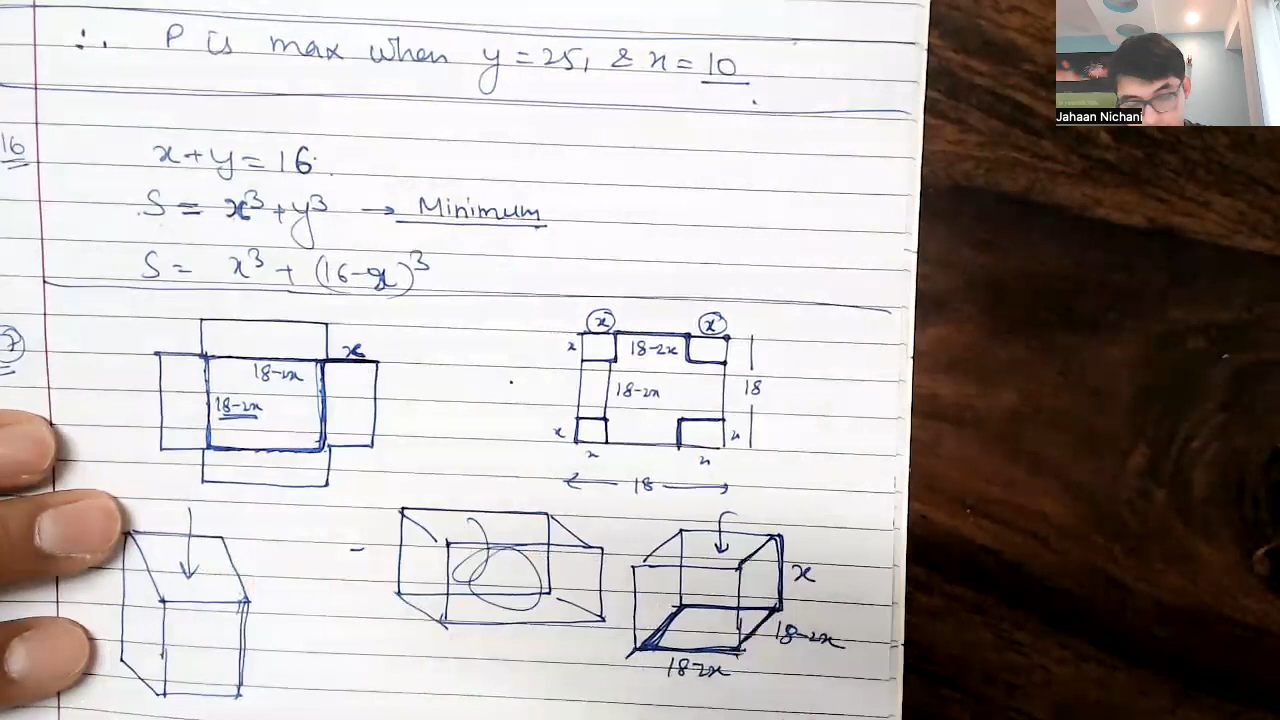 ∴ P is max when y = 25, & x = 10.
Jahaan Nichani
16
x + y = 16.
S = x³ + y³ → Minimum
S = x³ + (16-x)³
7
x
18-2x
18-2x
x x
x 18-2x
18-2x 18
x x
x x
18
x
18-2x
18-2x